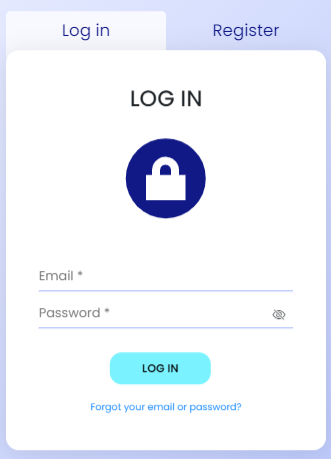 Log in
Register
LOG IN
Email *
Password *
LOG IN
Forgot your email or password?